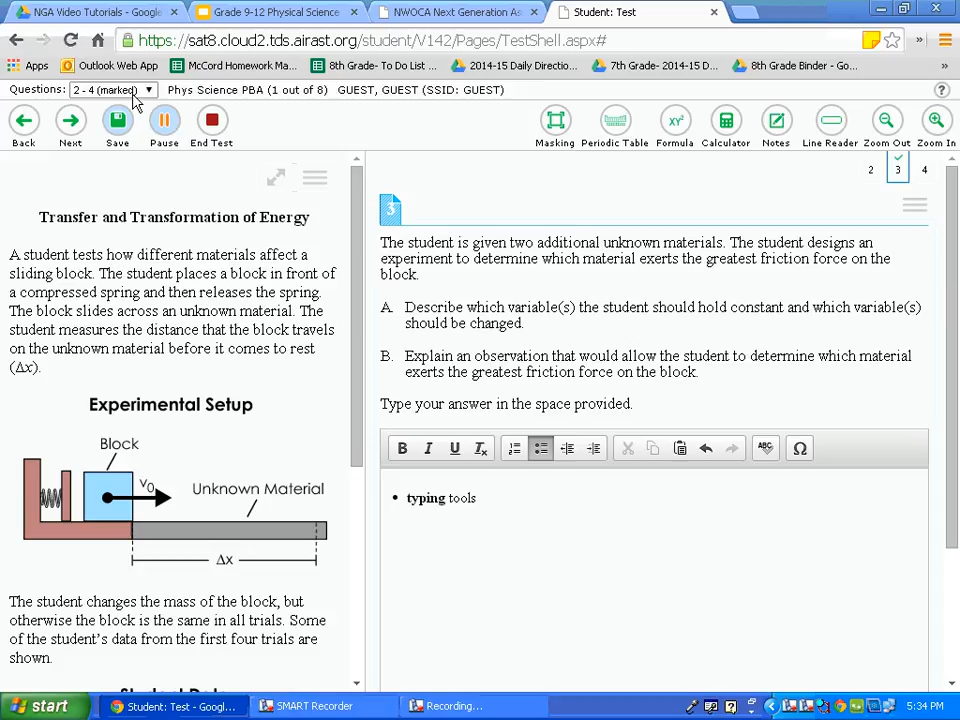 NGA Video Tutorials - Google
Grade 9-12 Physical Science
NWOCA Next Generation As
Student: Test
https://sat8.cloud2.tds.airast.org/student/V142/Pages/TestShell.aspx#
Apps
Outlook Web App
McCord Homework Ma...
8th Grade- To Do List ...
2014-15 Daily Directio...
7th Grade- 2014-15 D...
8th Grade Binder - Go...
»
Questions: 2 - 4 (marked) Phys Science PBA (1 out of 8) GUEST, GUEST (SSID: GUEST)
Back Next Save Pause End Test Masking Periodic Table Formula Calculator Notes Line Reader Zoom Out Zoom In
XY²
2 3 4
Transfer and Transformation of Energy
A student tests how different materials affect a
sliding block. The student places a block in front of
a compressed spring and then releases the spring.
The block slides across an unknown material. The
student measures the distance that the block travels
on the unknown material before it comes to rest
(Δx).
Experimental Setup
Block
v₀
Unknown Material
Δx
The student changes the mass of the block, but
otherwise the block is the same in all trials. Some
of the student's data from the first four trials are
shown.
3
The student is given two additional unknown materials. The student designs an
experiment to determine which material exerts the greatest friction force on the
block.
A. Describe which variable(s) the student should hold constant and which variable(s)
should be changed.
B. Explain an observation that would allow the student to determine which material
exerts the greatest friction force on the block.
Type your answer in the space provided.
B I U Ix ABC Ω
• typing tools
start
Student: Test - Googl...
SMART Recorder
Recording...
5:34 PM